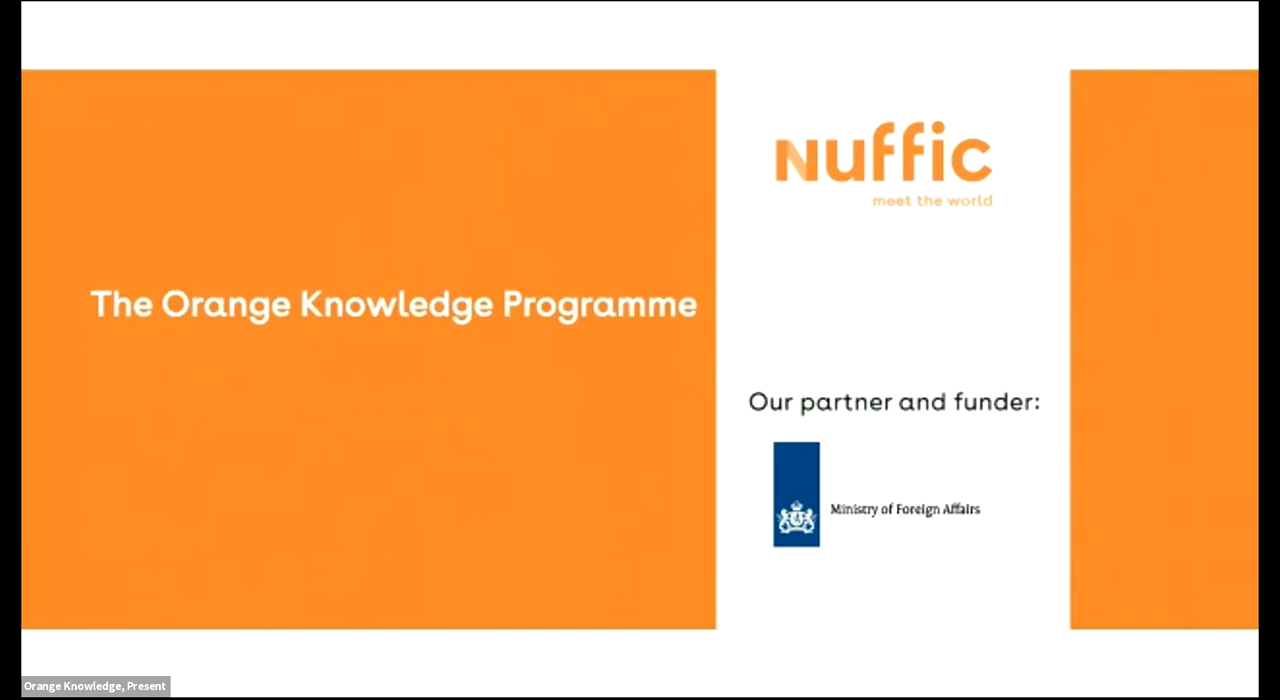 The Orange Knowledge Programme
Nuffic
meet the world
Our partner and funder:
Ministry of Foreign Affairs
Orange Knowledge, Present